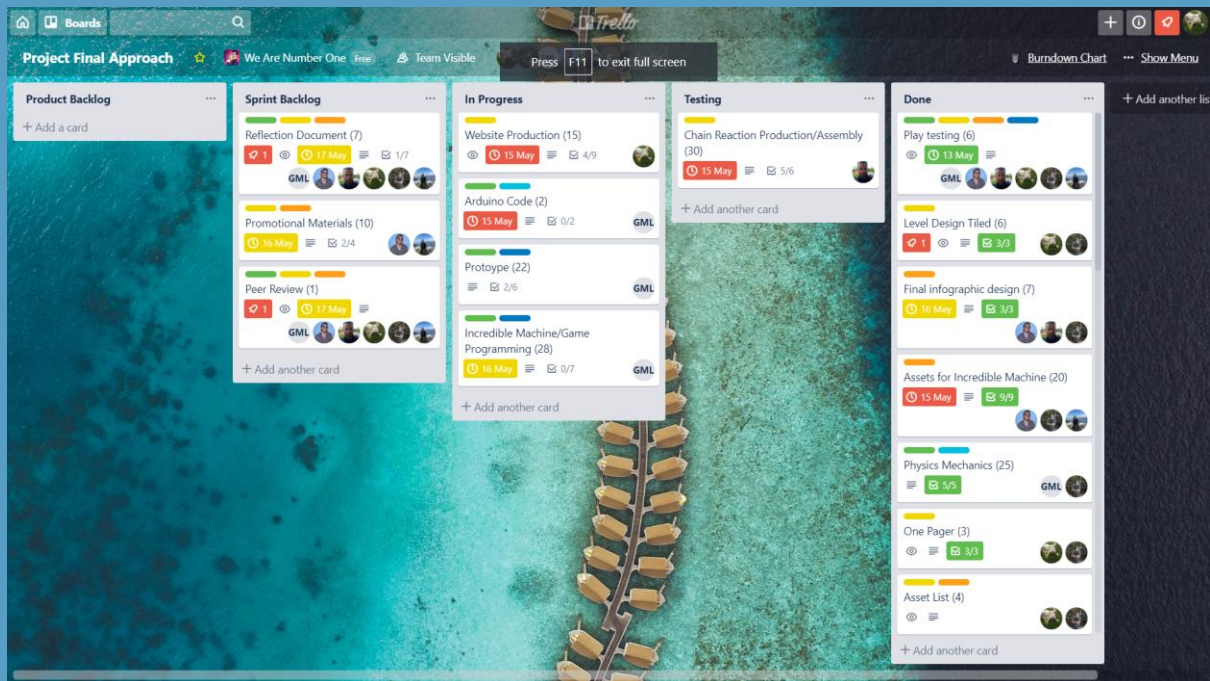 Boards
Trello
Project Final Approach
We Are Number One
Free
Team Visible
Press F11 to exit full screen
Burndown Chart
Show Menu
Product Backlog
+ Add a card
Sprint Backlog
Reflection Document (7)
1
17 May
1/7
GML
Promotional Materials (10)
16 May
2/4
Peer Review (1)
1
17 May
GML
+ Add another card
In Progress
Website Production (15)
15 May
4/9
Arduino Code (2)
15 May
0/2
GML
Protoype (22)
2/6
GML
Incredible Machine/Game
Programming (28)
16 May
0/7
GML
+ Add another card
Testing
Chain Reaction Production/Assembly
(30)
15 May
5/6
+ Add another card
Done
Play testing (6)
13 May
GML
Level Design Tiled (6)
1
3/3
Final infographic design (7)
16 May
3/3
Assets for Incredible Machine (20)
15 May
9/9
Physics Mechanics (25)
5/5
GML
One Pager (3)
3/3
Asset List (4)
+ Add another card
+ Add another lis